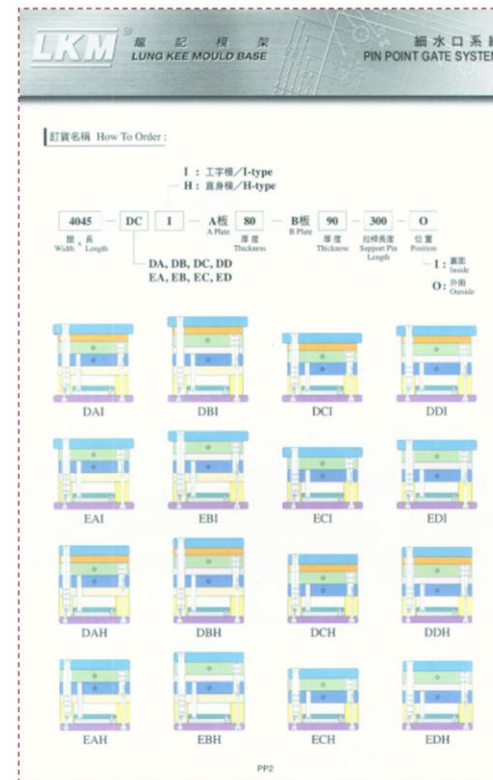 LKM®
龍記模架
LUNG KEE MOULD BASE
細水口系統
PIN POINT GATE SYSTEM
訂貨名稱 How To Order :
I : 工字模／I-type
H : 直身模／H-type
4045 — DC I — A板 80 — B板 90 — 300 — O
A Plate B Plate
闊 x 長 厚度 厚度 拉桿長度 位置
Width Length Thickness Thickness Support Pin Length Position
DA, DB, DC, DD
EA, EB, EC, ED
I : 裏面 Inside
O : 外面 Outside
DAI DBI DCI DDI
EAI EBI ECI EDI
DAH DBH DCH DDH
EAH EBH ECH EDH
PP2